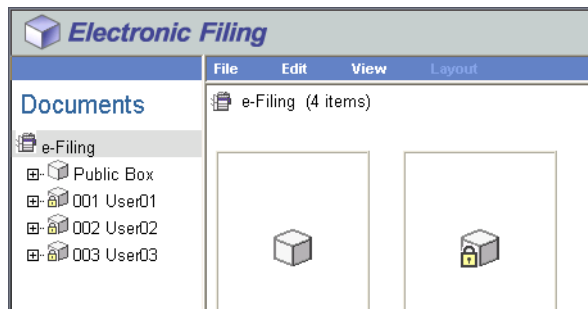 Electronic Filing
File Edit View Layout
Documents
e-Filing (4 items)
e-Filing
Public Box
001 User01
002 User02
003 User03